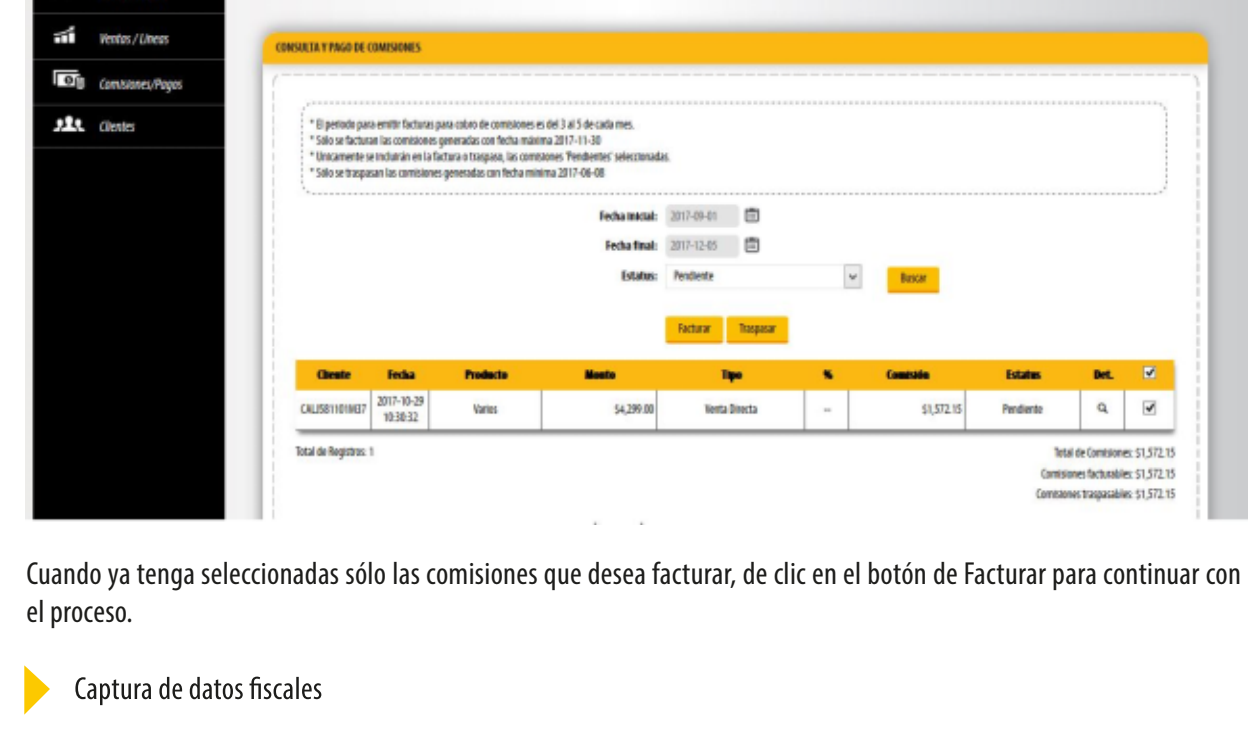 Ventas / Líneas
Comisiones/Pagos
Clientes
CONSULTA Y PAGO DE COMISIONES
* El periodo para emitir facturas para cobro de comisiones es del 3 al 5 de cada mes.
* Sólo se facturan las comisiones generadas con fecha máxima 2017-11-30
* Únicamente se incluirán en la factura o traspaso, las comisiones 'Pendientes' seleccionadas.
* Sólo se traspasan las comisiones generadas con fecha mínima 2017-06-08
Fecha inicial: 2017-09-01
Fecha final: 2017-12-05
Estatus: Pendiente Buscar
Facturar Traspasar
Cliente Fecha Producto Monto Tipo % Comisión Estatus Det.
2017-10-29
Varios $4,299.00 Venta Directa -- $1,572.15 Pendiente
10:30:32
Total de Registros: 1
Total de Comisiones: $1,572.15
Comisiones facturables: $1,572.15
Comisiones traspasables: $1,572.15
Cuando ya tenga seleccionadas sólo las comisiones que desea facturar, de clic en el botón de Facturar para continuar con
el proceso.
Captura de datos fiscales